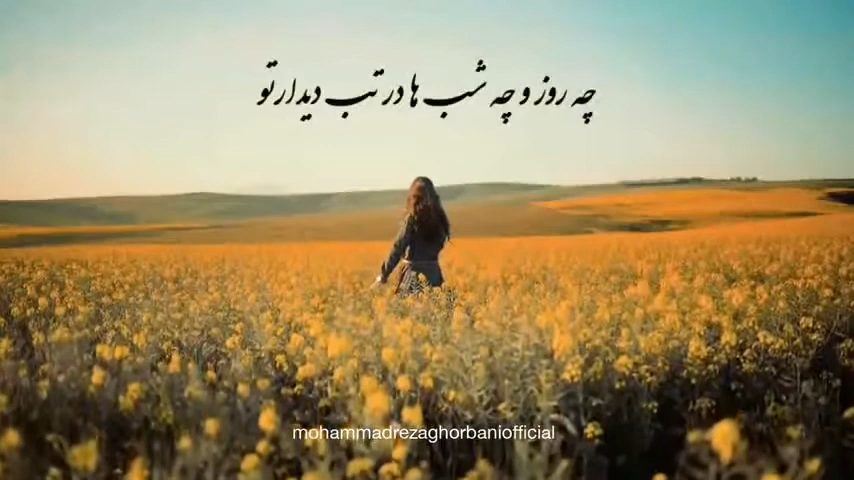 چه روز و چه شب ها در تب دیدار تو
mohammadrezaghorbaniofficial